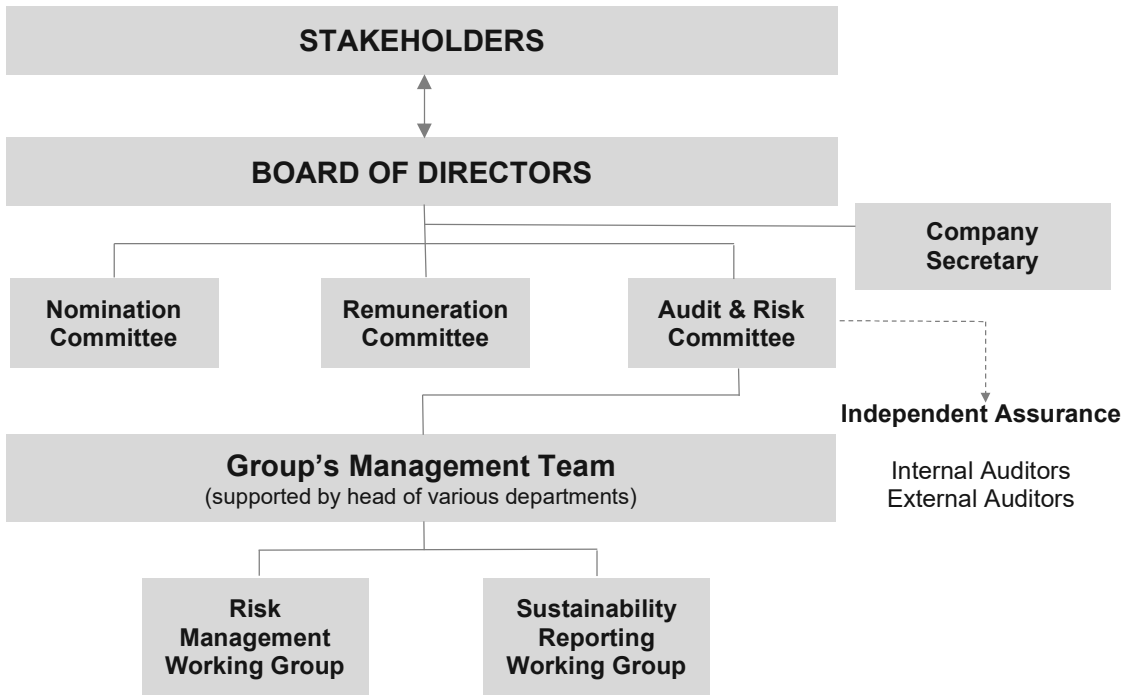 STAKEHOLDERS
BOARD OF DIRECTORS
Company
Secretary
Nomination
Committee
Remuneration
Committee
Audit & Risk
Committee
Independent Assurance
Internal Auditors
External Auditors
Group’s Management Team
(supported by head of various departments)
Risk
Management
Working Group
Sustainability
Reporting
Working Group